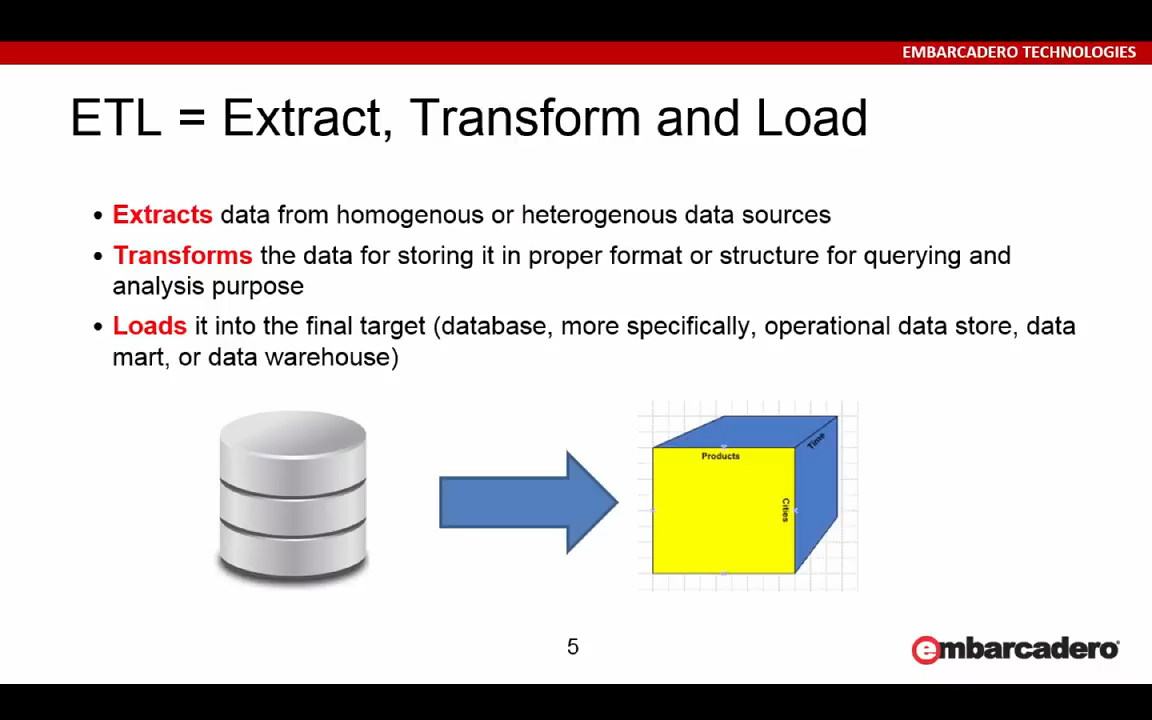 EMBARCADERO TECHNOLOGIES
ETL = Extract, Transform and Load
• Extracts data from homogenous or heterogenous data sources
• Transforms the data for storing it in proper format or structure for querying and
analysis purpose
• Loads it into the final target (database, more specifically, operational data store, data
mart, or data warehouse)
Time
Products
Cities
5
embarcadero